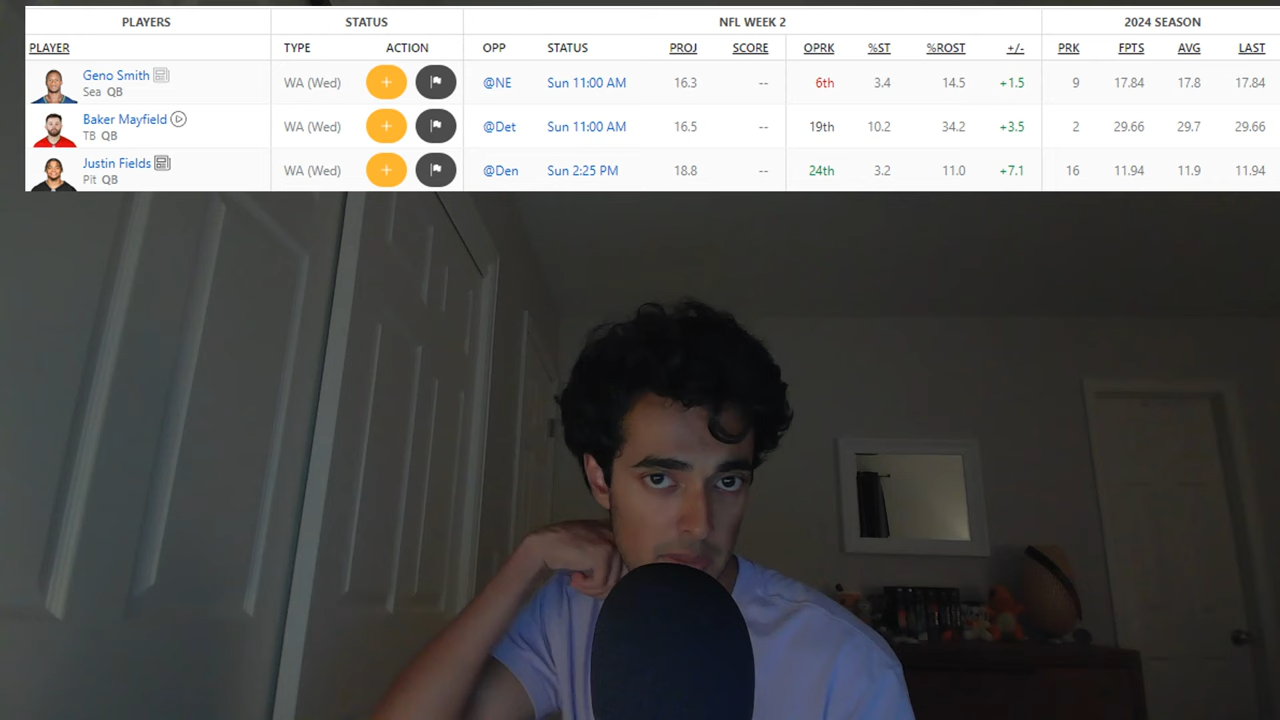 PLAYERS STATUS NFL WEEK 2 2024 SEASON
PLAYER TYPE ACTION OPP STATUS PROJ SCORE OPRK %ST %ROST +/- PRK FPTS AVG LAST
Geno Smith
Sea QB
WA (Wed) @NE Sun 11:00 AM 16.3 -- 6th 3.4 14.5 +1.5 9 17.84 17.8 17.84
Baker Mayfield
TB QB
WA (Wed) @Det Sun 11:00 AM 16.5 -- 19th 10.2 34.2 +3.5 2 29.66 29.7 29.66
Justin Fields
Pit QB
WA (Wed) @Den Sun 2:25 PM 18.8 -- 24th 3.2 11.0 +7.1 16 11.94 11.9 11.94